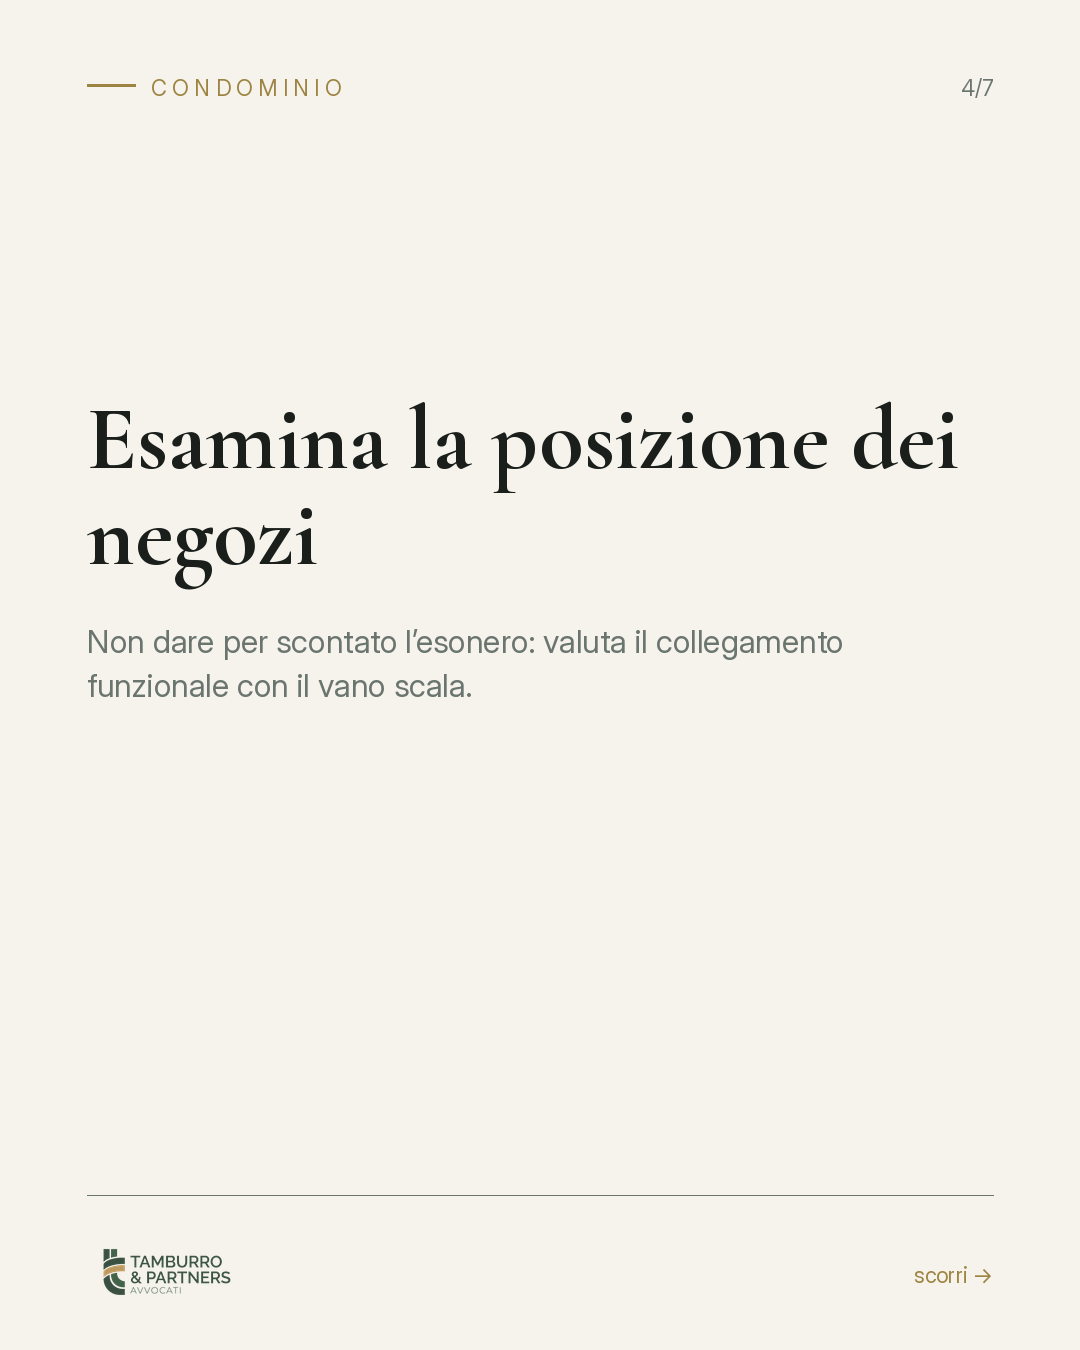 CONDOMINIO
4/7
Esamina la posizione dei
negozi
Non dare per scontato l’esonero: valuta il collegamento
funzionale con il vano scala.
TAMBURRO
& PARTNERS
AVVOCATI
scorri →